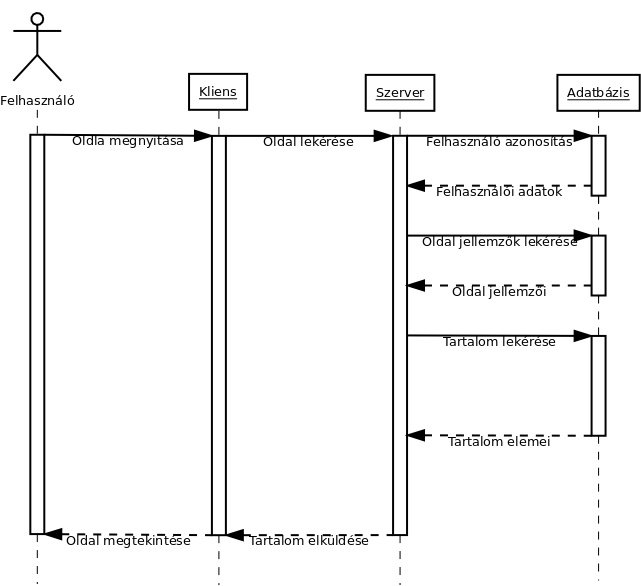 Felhasználó
Kliens
Szerver
Adatbázis
Oldla megnyitása
Oldal lekérése
Felhasználó azonosítás
Felhasználói adatok
Oldal jellemzők lekérése
Oldal jellemzői
Tartalom lekérése
Tartalom elemei
Oldal megtekintése
Tartalom elküldése